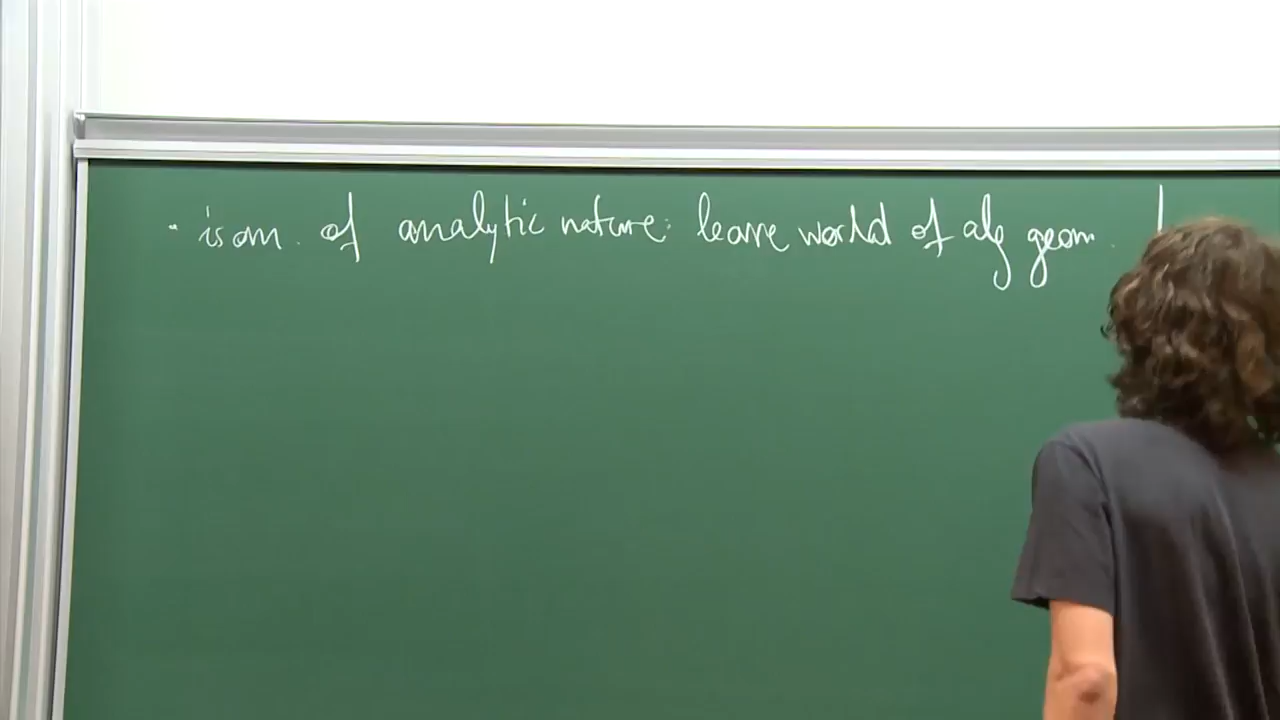 · isom. of analytic nature: leave world of alg geom.